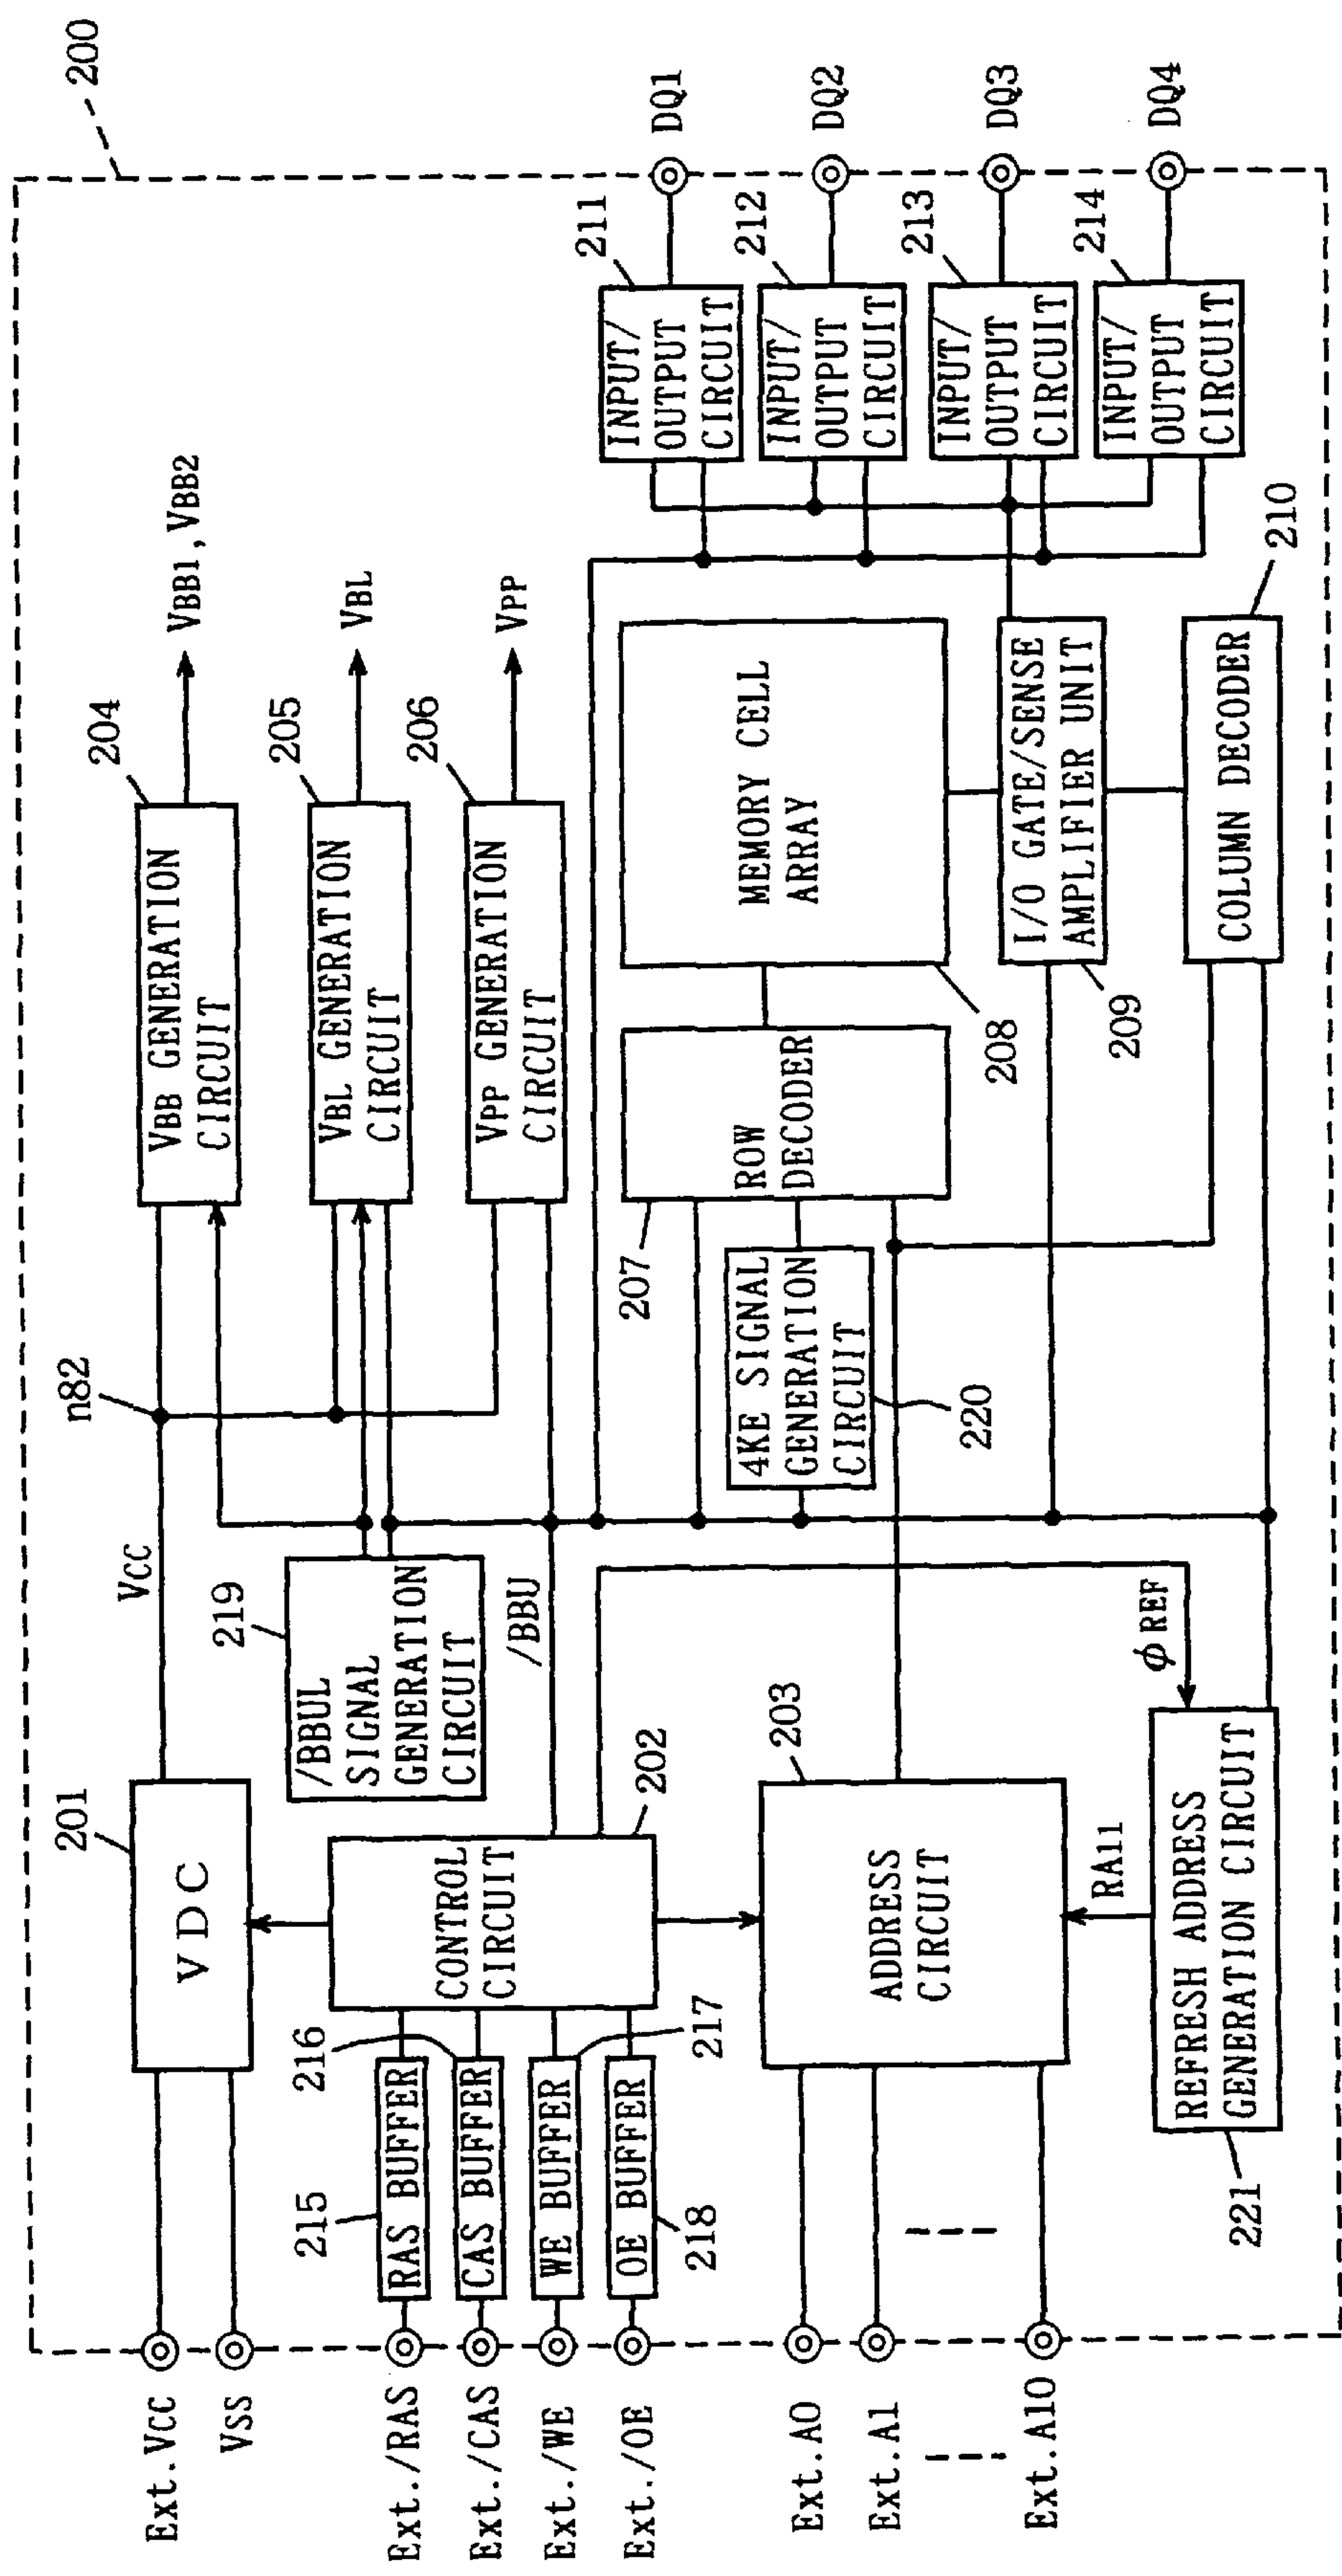 200
Ext.VCC
VSS
Ext./RAS
Ext./CAS
Ext./WE
Ext./OE
Ext.A0
Ext.A1
Ext.A10
201
VDC
VCC
n82
204
VBB GENERATION
CIRCUIT
VBB1, VBB2
205
VBL GENERATION
CIRCUIT
VBL
206
VPP GENERATION
CIRCUIT
VPP
219
/BBUL
SIGNAL
GENERATION
CIRCUIT
215
RAS BUFFER
216
CAS BUFFER
WE BUFFER
217
OE BUFFER
218
CONTROL
CIRCUIT
202
/BBU
203
ADDRESS
CIRCUIT
RA11
φREF
REFRESH ADDRESS
GENERATION CIRCUIT
221
207
ROW
DECODER
4KE SIGNAL
GENERATION
CIRCUIT
220
MEMORY CELL
ARRAY
208
I/O GATE/SENSE
AMPLIFIER UNIT
209
COLUMN DECODER
210
211
INPUT/
OUTPUT
CIRCUIT
DQ1
212
INPUT/
OUTPUT
CIRCUIT
DQ2
213
INPUT/
OUTPUT
CIRCUIT
DQ3
214
INPUT/
OUTPUT
CIRCUIT
DQ4